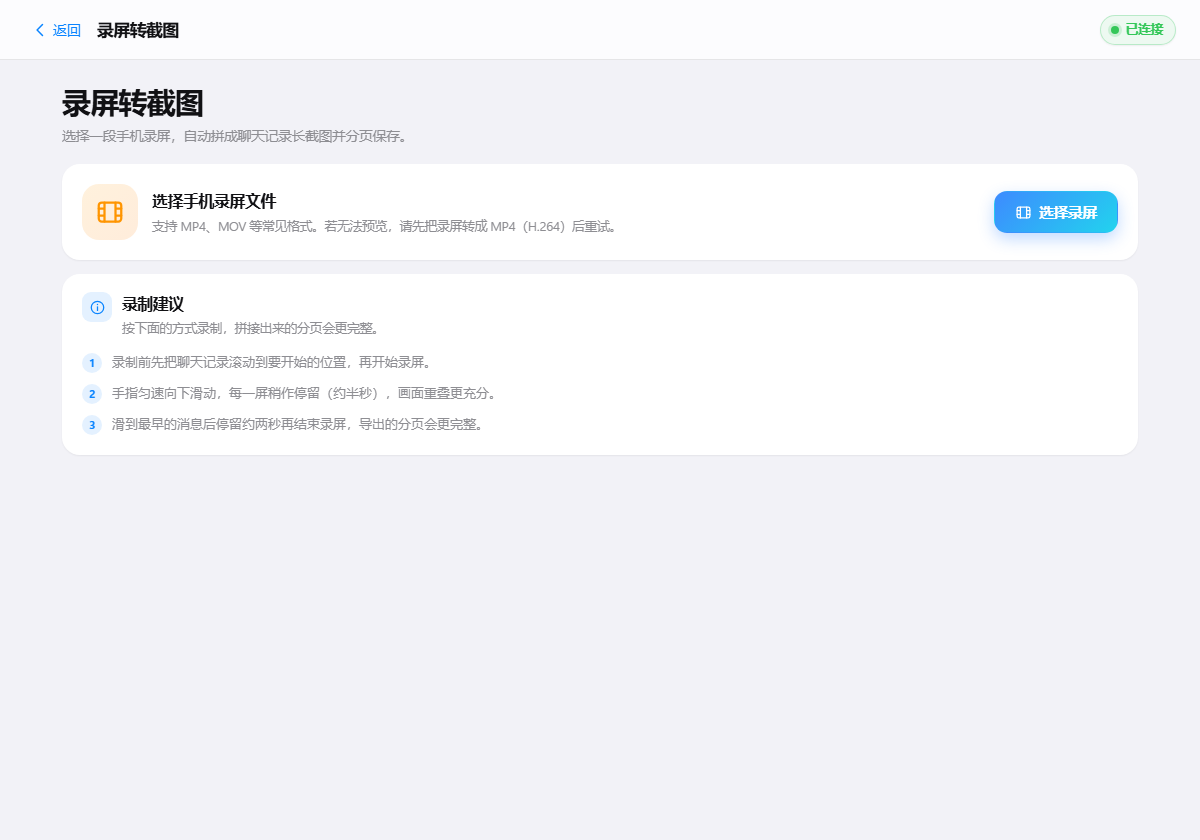 返回 录屏转截图 已连接
录屏转截图
选择一段手机录屏，自动拼成聊天记录长截图并分页保存。
选择手机录屏文件
支持 MP4、MOV 等常见格式。若无法预览，请先把录屏转成 MP4（H.264）后重试。
选择录屏
录制建议
按下面的方式录制，拼接出来的分页会更完整。
1 录制前先把聊天记录滚动到要开始的位置，再开始录屏。
2 手指匀速向下滑动，每一屏稍作停留（约半秒），画面重叠更充分。
3 滑到最早的消息后停留约两秒再结束录屏，导出的分页会更完整。